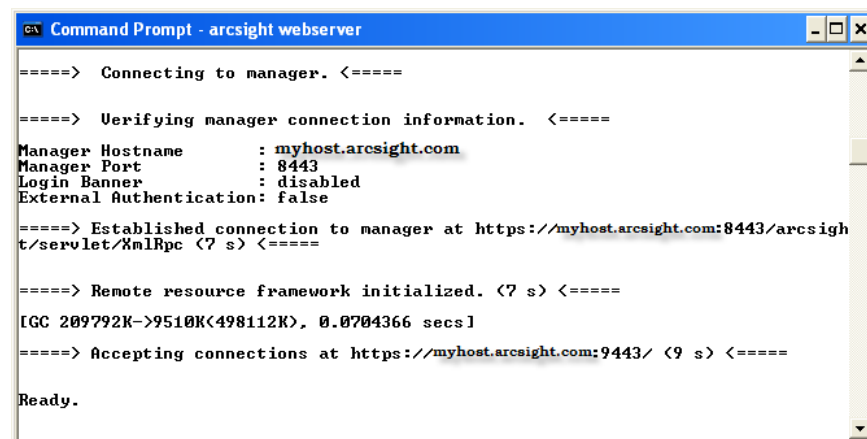 Command Prompt - arcsight webserver
=====> Connecting to manager. <=====
=====> Verifying manager connection information. <=====
Manager Hostname : myhost.arcsight.com
Manager Port : 8443
Login Banner : disabled
External Authentication: false
=====> Established connection to manager at https://myhost.arcsight.com:8443/arcsigh
t/servlet/XmlRpc (7 s) <=====
=====> Remote resource framework initialized. (7 s) <=====
[GC 209792K->9510K(498112K), 0.0704366 secs]
=====> Accepting connections at https://myhost.arcsight.com:9443/ (9 s) <=====
Ready.